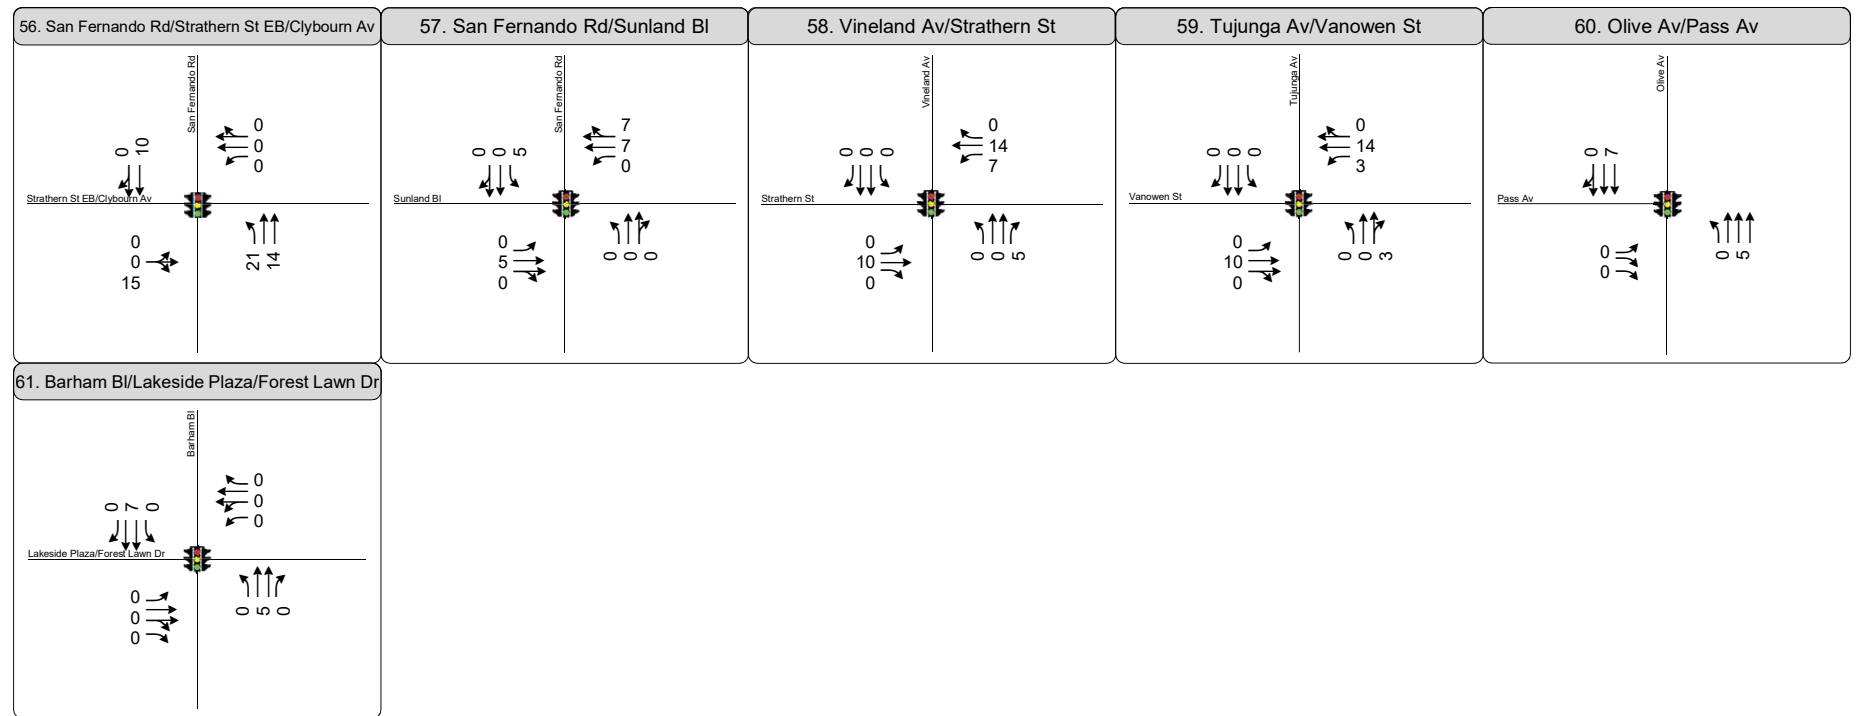 56. San Fernando Rd/Strathern St EB/Clybourn Av
San Fernando Rd
0 10
0
0
0
Strathern St EB/Clybourn Av
0
0
15
21 14
57. San Fernando Rd/Sunland Bl
San Fernando Rd
0 0 5
7
7
0
Sunland Bl
0
5
0
0 0 0
58. Vineland Av/Strathern St
Vineland Av
0 0 0
0
14
7
Strathern St
0
10
0
0 0 5
59. Tujunga Av/Vanowen St
Tujunga Av
0 0 0
0
14
3
Vanowen St
0
10
0
0 0 3
60. Olive Av/Pass Av
Olive Av
0 7
Pass Av
0
0
0 5
61. Barham Bl/Lakeside Plaza/Forest Lawn Dr
Barham Bl
0 7 0
0
0
0
Lakeside Plaza/Forest Lawn Dr
0
0
0
0 5 0